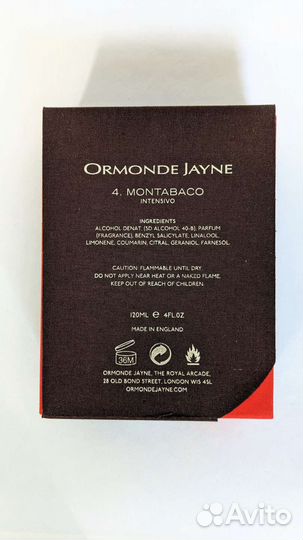 ORMONDE JAYNE
4. MONTABACO
INTENSIVO
INGREDIENTS
ALCOHOL DENAT. (SD ALCOHOL 40-B), PARFUM
(FRAGRANCE), BENZYL SALICYLATE, LINALOOL,
LIMONENE, COUMARIN, CITRAL, GERANIOL, FARNESOL.
CAUTION: FLAMMABLE UNTIL DRY.
DO NOT APPLY NEAR HEAT OR A NAKED FLAME.
KEEP OUT OF REACH OF CHILDREN.
120ML ℮ 4FL.OZ
MADE IN ENGLAND
36M
ORMONDE JAYNE, THE ROYAL ARCADE,
28 OLD BOND STREET, LONDON W1S 4SL
ORMONDEJAYNE.COM
Avito